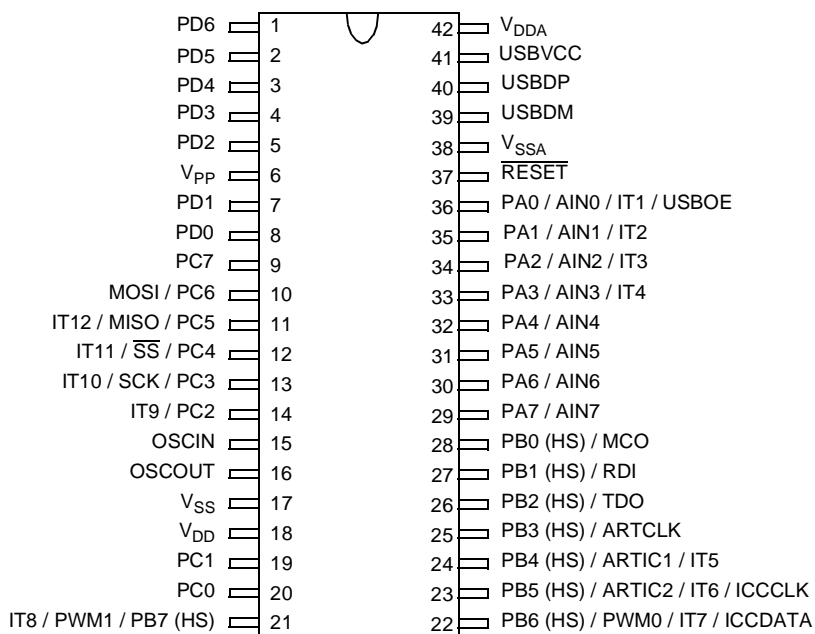 PD6 1 42 VDDA
PD5 2 41 USBVCC
PD4 3 40 USBDP
PD3 4 39 USBDM
PD2 5 38 VSSA
VPP 6 37 RESET
PD1 7 36 PA0 / AIN0 / IT1 / USBOE
PD0 8 35 PA1 / AIN1 / IT2
PC7 9 34 PA2 / AIN2 / IT3
MOSI / PC6 10 33 PA3 / AIN3 / IT4
IT12 / MISO / PC5 11 32 PA4 / AIN4
IT11 / SS / PC4 12 31 PA5 / AIN5
IT10 / SCK / PC3 13 30 PA6 / AIN6
IT9 / PC2 14 29 PA7 / AIN7
OSCIN 15 28 PB0 (HS) / MCO
OSCOUT 16 27 PB1 (HS) / RDI
VSS 17 26 PB2 (HS) / TDO
VDD 18 25 PB3 (HS) / ARTCLK
PC1 19 24 PB4 (HS) / ARTIC1 / IT5
PC0 20 23 PB5 (HS) / ARTIC2 / IT6 / ICCCLK
IT8 / PWM1 / PB7 (HS) 21 22 PB6 (HS) / PWM0 / IT7 / ICCDATA